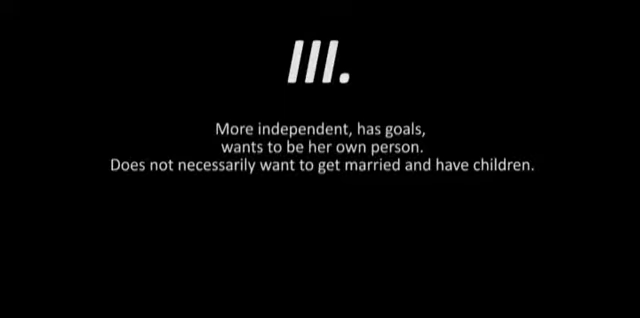 III.
More independent, has goals,
wants to be her own person.
Does not necessarily want to get married and have children.